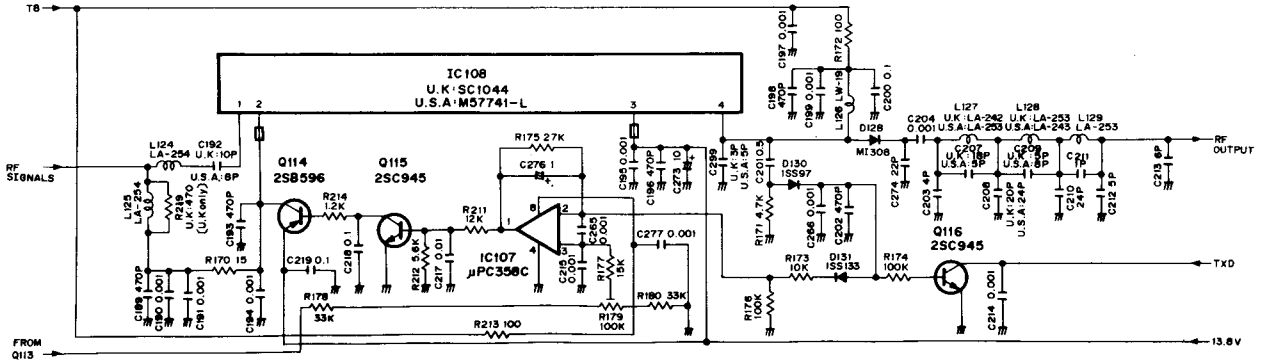 T8
IC108
U.K:SC1044
U.S.A:M57741-L
1
2
3
4
C197 0.001
R172 100
C198
470P
C199 0.001
L126 LW-19
C200 0.1
L124
LA-254
C192
U.K:10P
U.S.A:6P
RF
SIGNALS
L125
LA-254
R219
U.K:470
(U.K only)
C193 470P
Q114
2SB596
Q115
2SC945
R175 27K
C276 1
C195 0.001
C196 470P
C273 10
C299
U.K:3P
U.S.A:5P
C201 0.5
D130
1SS97
D128
MI308
C204
0.001
L127
U.K:LA-242
U.S.A:LA-253
L128
U.K:LA-253
U.S.A:LA-243
L129
LA-253
C207
U.K:18P
U.S.A:5P
C209
U.S.A:8P
C211
1P
RF
OUTPUT
C274 22P
C203 4P
C208
U.K:20P
U.S.A:24P
C210
24P
C212 5P
C213 6P
R214
1.2K
R211
12K
1
8
4
2
3
IC107
μPC358C
C265
0.001
C277 0.001
R171 4.7K
C266 0.001
C202 470P
Q116
2SC945
C218 0.1
R212 5.6K
C217 0.01
C215
0.001
R177
15K
R173
10K
D131
1SS133
R174
100K
TXD
C189 470P
C190 0.001
C191 0.001
R170 15
C194 0.001
C219 0.1
R178
33K
R179
100K
R180 33K
R176
100K
C214 0.001
R213 100
FROM
Q113
13.8V